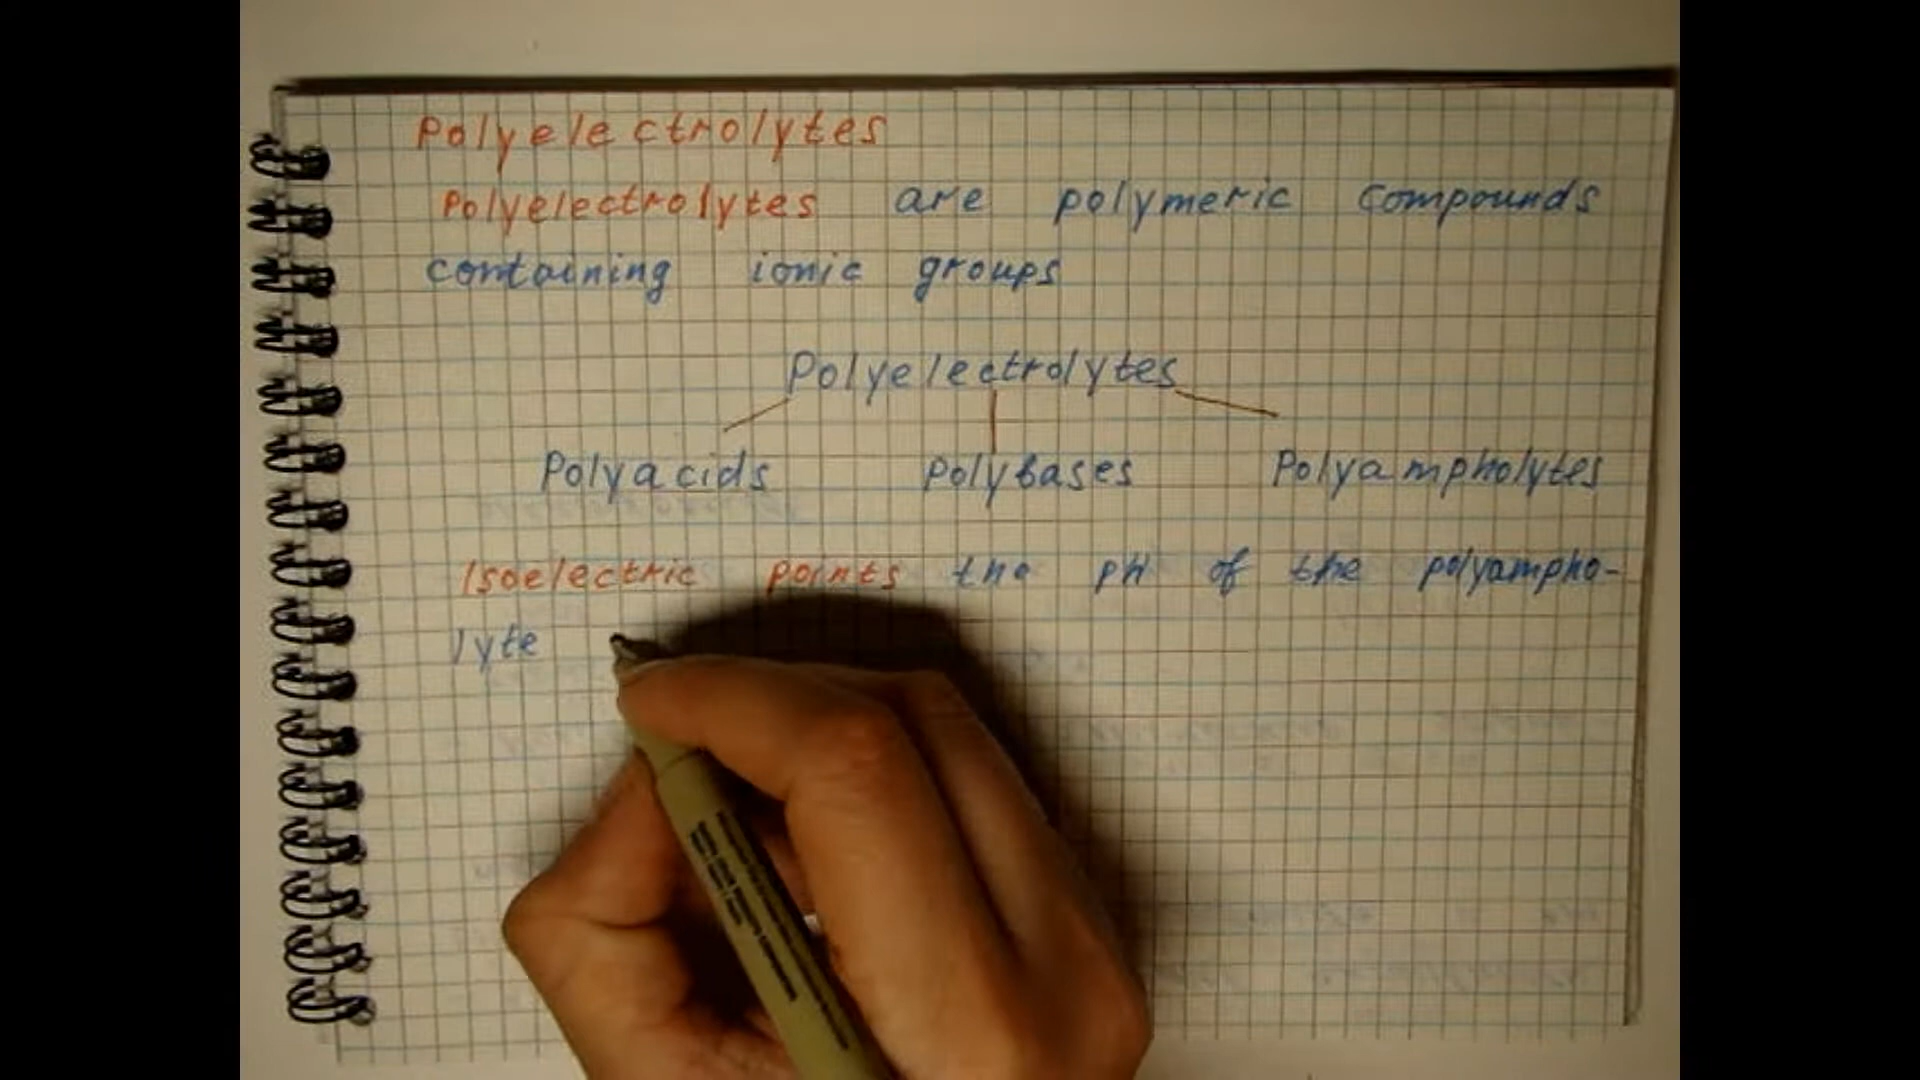 Polyelectrolytes
Polyelectrolytes are polymeric compounds
containing ionic groups
Polyelectrolytes
Polyacids Polybases Polyampholytes
Isoelectric points the pH of the polyampho-
lyte